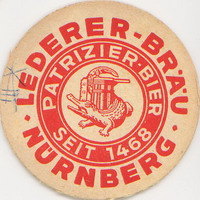 LEDERER-BRÄU
PATRIZIER-BIER
SEIT 1468
NÜRNBERG